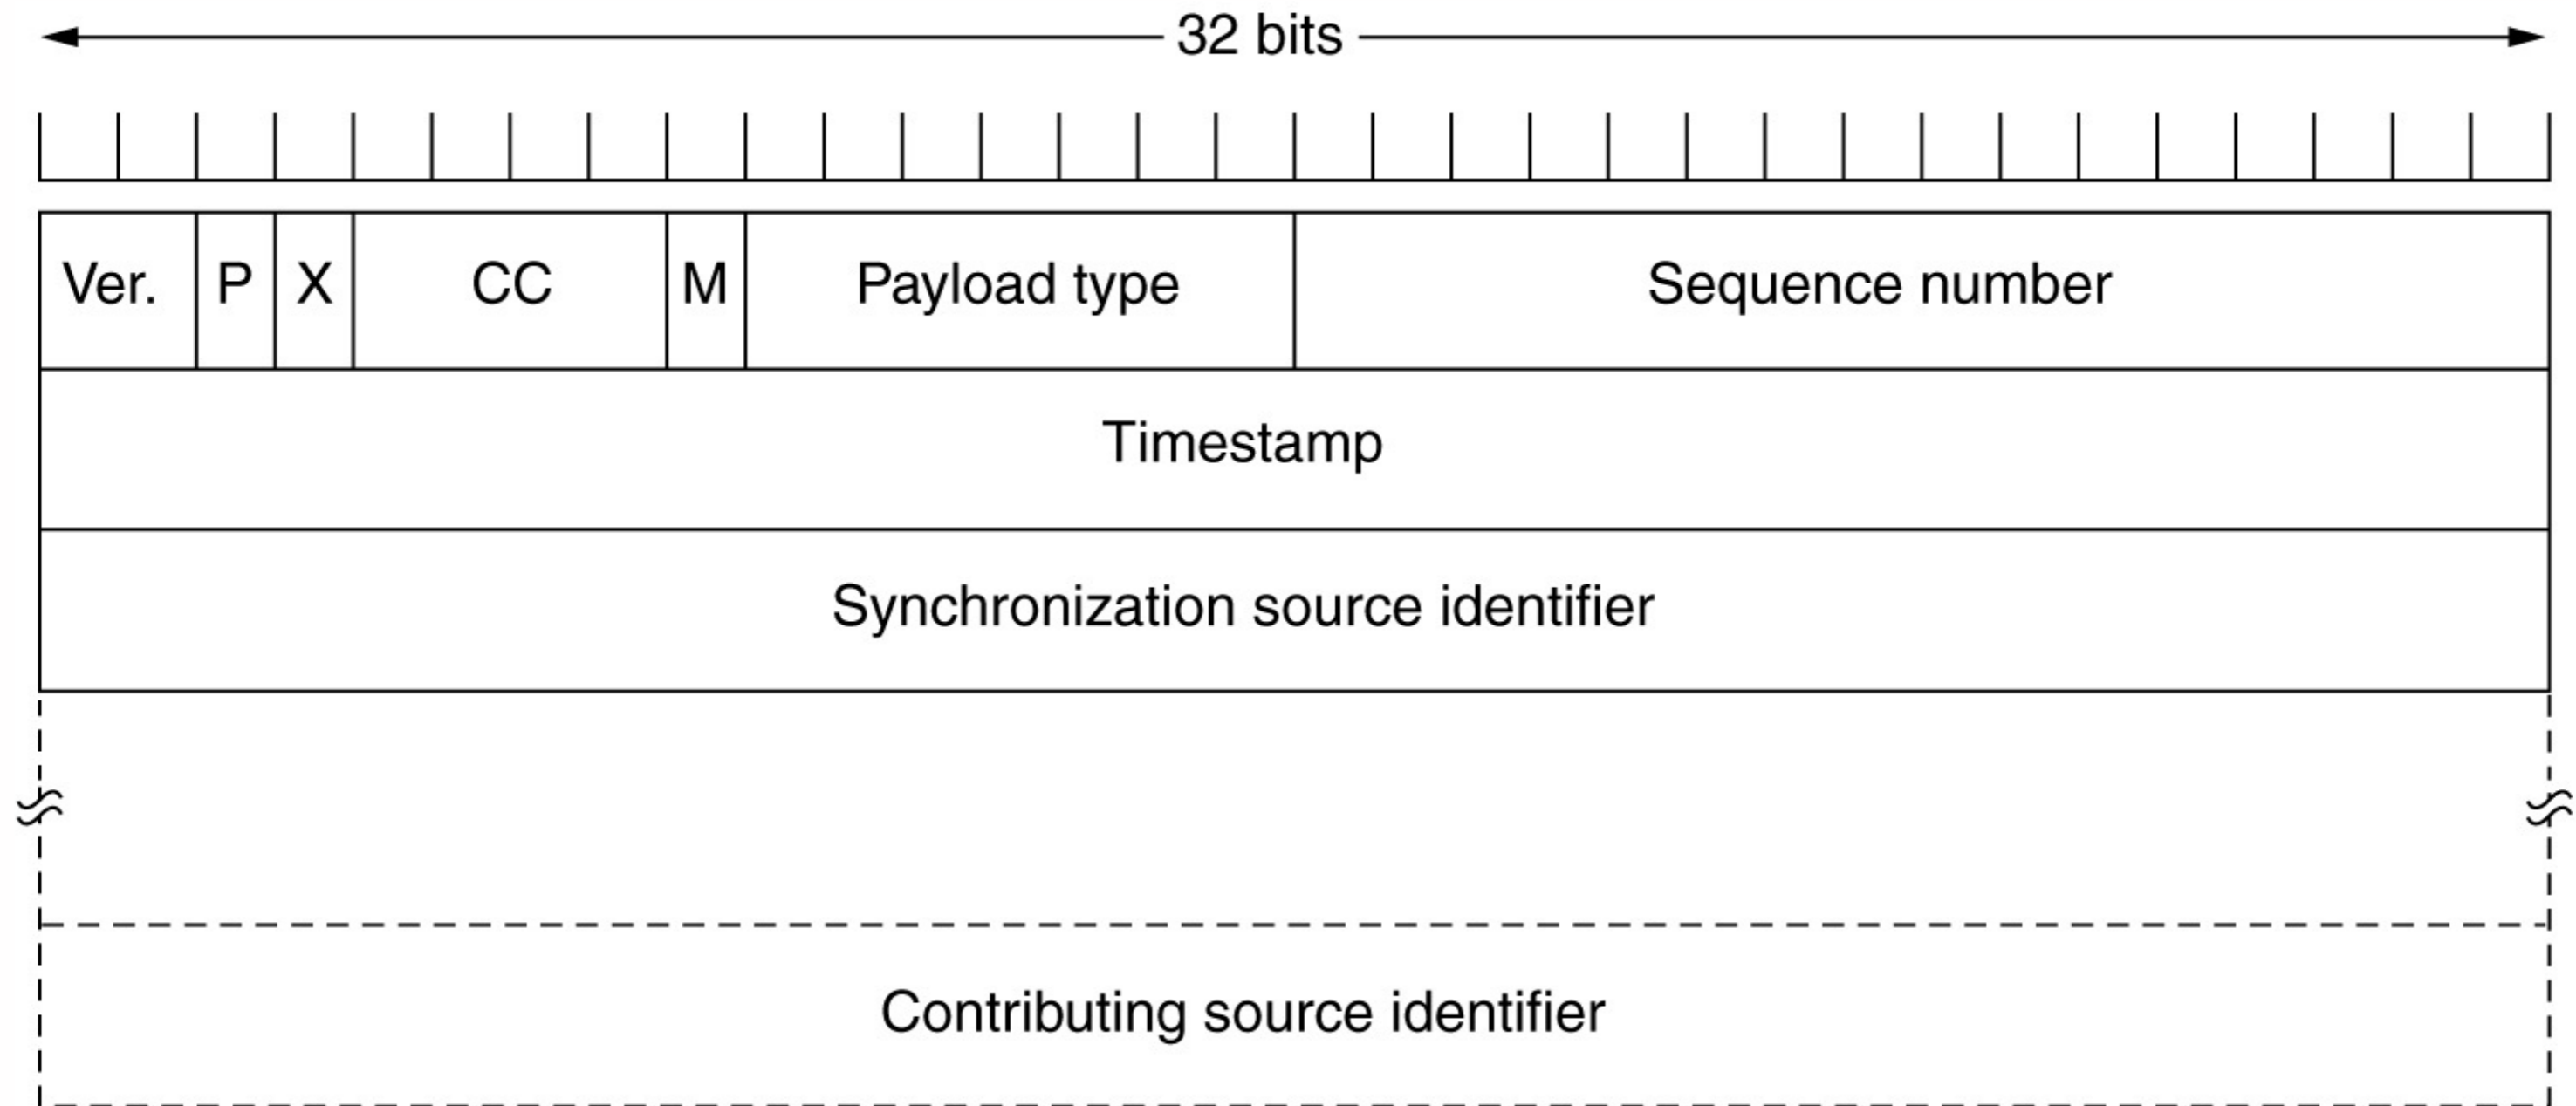 32 bits
Ver. P X CC M Payload type Sequence number
Timestamp
Synchronization source identifier
Contributing source identifier